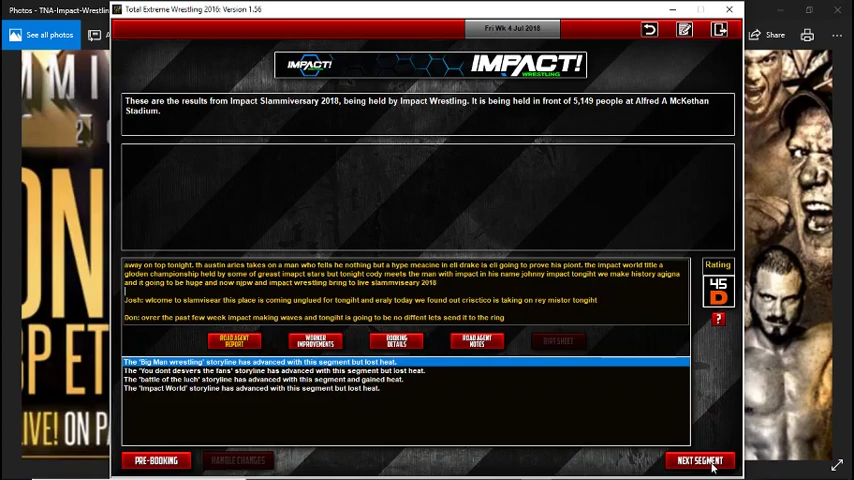 Photos - TNA-Impact-Wrestlin
Total Extreme Wrestling 2016: Version 1.56
See all photos
Share
Fri Wk 4 Jul 2018
IMPACT!
IMPACT!
WRESTLING
These are the results from Impact Slammiversary 2018, being held by Impact Wrestling. It is being held in front of 5,149 people at Alfred A McKethan
Stadium.
away on top tonight. th austin aries takes on a man who fells he nothing but a hype meacine in eli drake is eli going to prove his piont. the impact world title a
gloden championship held by some of greast imapct stars but tonight cody meets the man with impact in his name johnny impact tongiht we make history agigna
and it going to be huge and now njpw and impact wrestling bring to live slammviseary 2018
Josh: wlcome to slamvisear this place is coming unglued for tongiht and eraly today we found out crisctico is taking on rey mistor tongiht
Don: ovrer the past few week impact making waves and tongiht is going to be no diffent lets send it to the ring
Rating
45
D
?
ROAD AGENT
REPORT
WORKER
IMPROVEMENTS
BOOKING
DETAILS
ROAD AGENT
NOTES
DIRT SHEET
The 'Big Man wrestling' storyline has advanced with this segment but lost heat.
The 'You dont desvers the fans' storyline has advanced with this segment but lost heat.
The 'battle of the luch' storyline has advanced with this segment and gained heat.
The 'Impact World' storyline has advanced with this segment but lost heat.
PRE-BOOKING
HANDLE CHANGES
NEXT SEGMENT